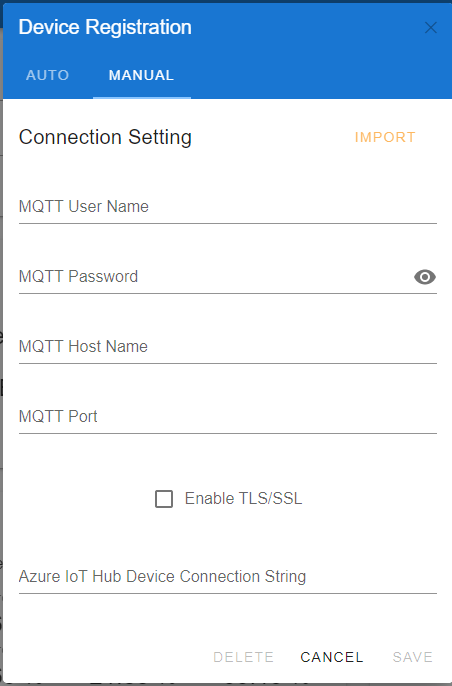 Device Registration
AUTO MANUAL
Connection Setting IMPORT
MQTT User Name
MQTT Password
MQTT Host Name
MQTT Port
Enable TLS/SSL
Azure IoT Hub Device Connection String
DELETE CANCEL SAVE